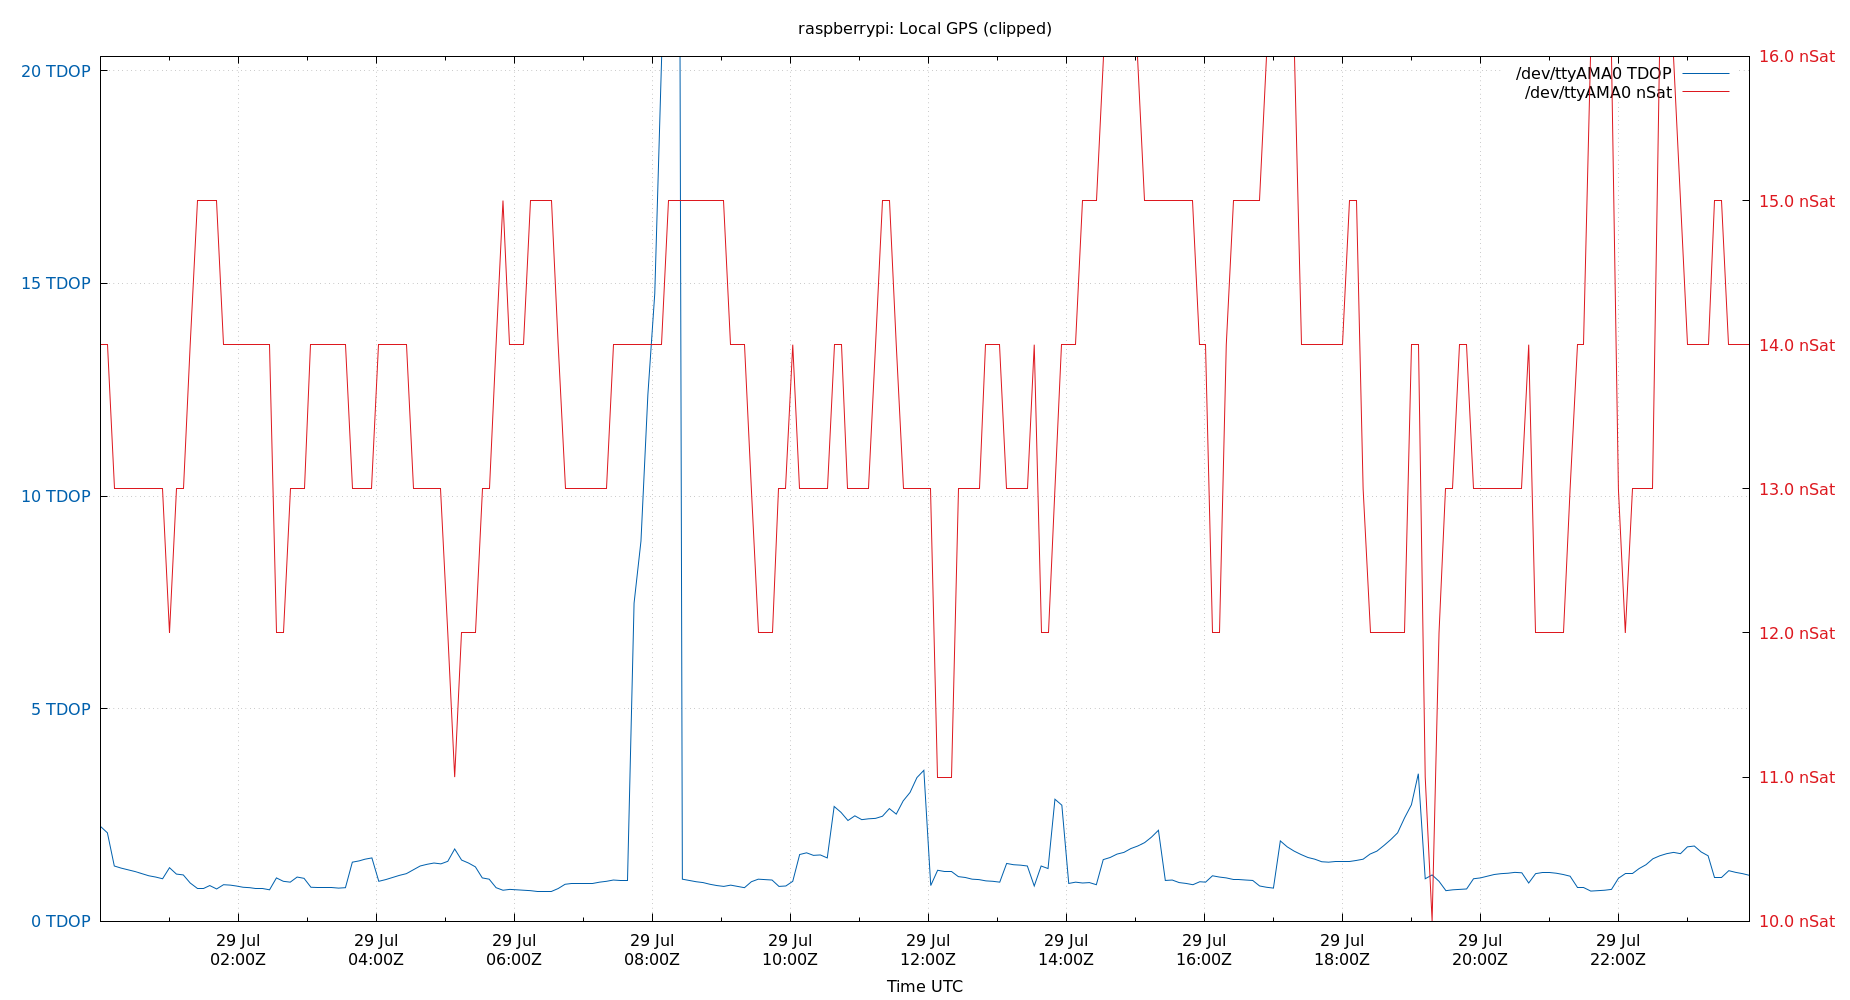 raspberrypi: Local GPS (clipped)
20 TDOP
15 TDOP
10 TDOP
5 TDOP
0 TDOP
16.0 nSat
15.0 nSat
14.0 nSat
13.0 nSat
12.0 nSat
11.0 nSat
10.0 nSat
/dev/ttyAMA0 TDOP
/dev/ttyAMA0 nSat
29 Jul
02:00Z
29 Jul
04:00Z
29 Jul
06:00Z
29 Jul
08:00Z
29 Jul
10:00Z
29 Jul
12:00Z
29 Jul
14:00Z
29 Jul
16:00Z
29 Jul
18:00Z
29 Jul
20:00Z
29 Jul
22:00Z
Time UTC